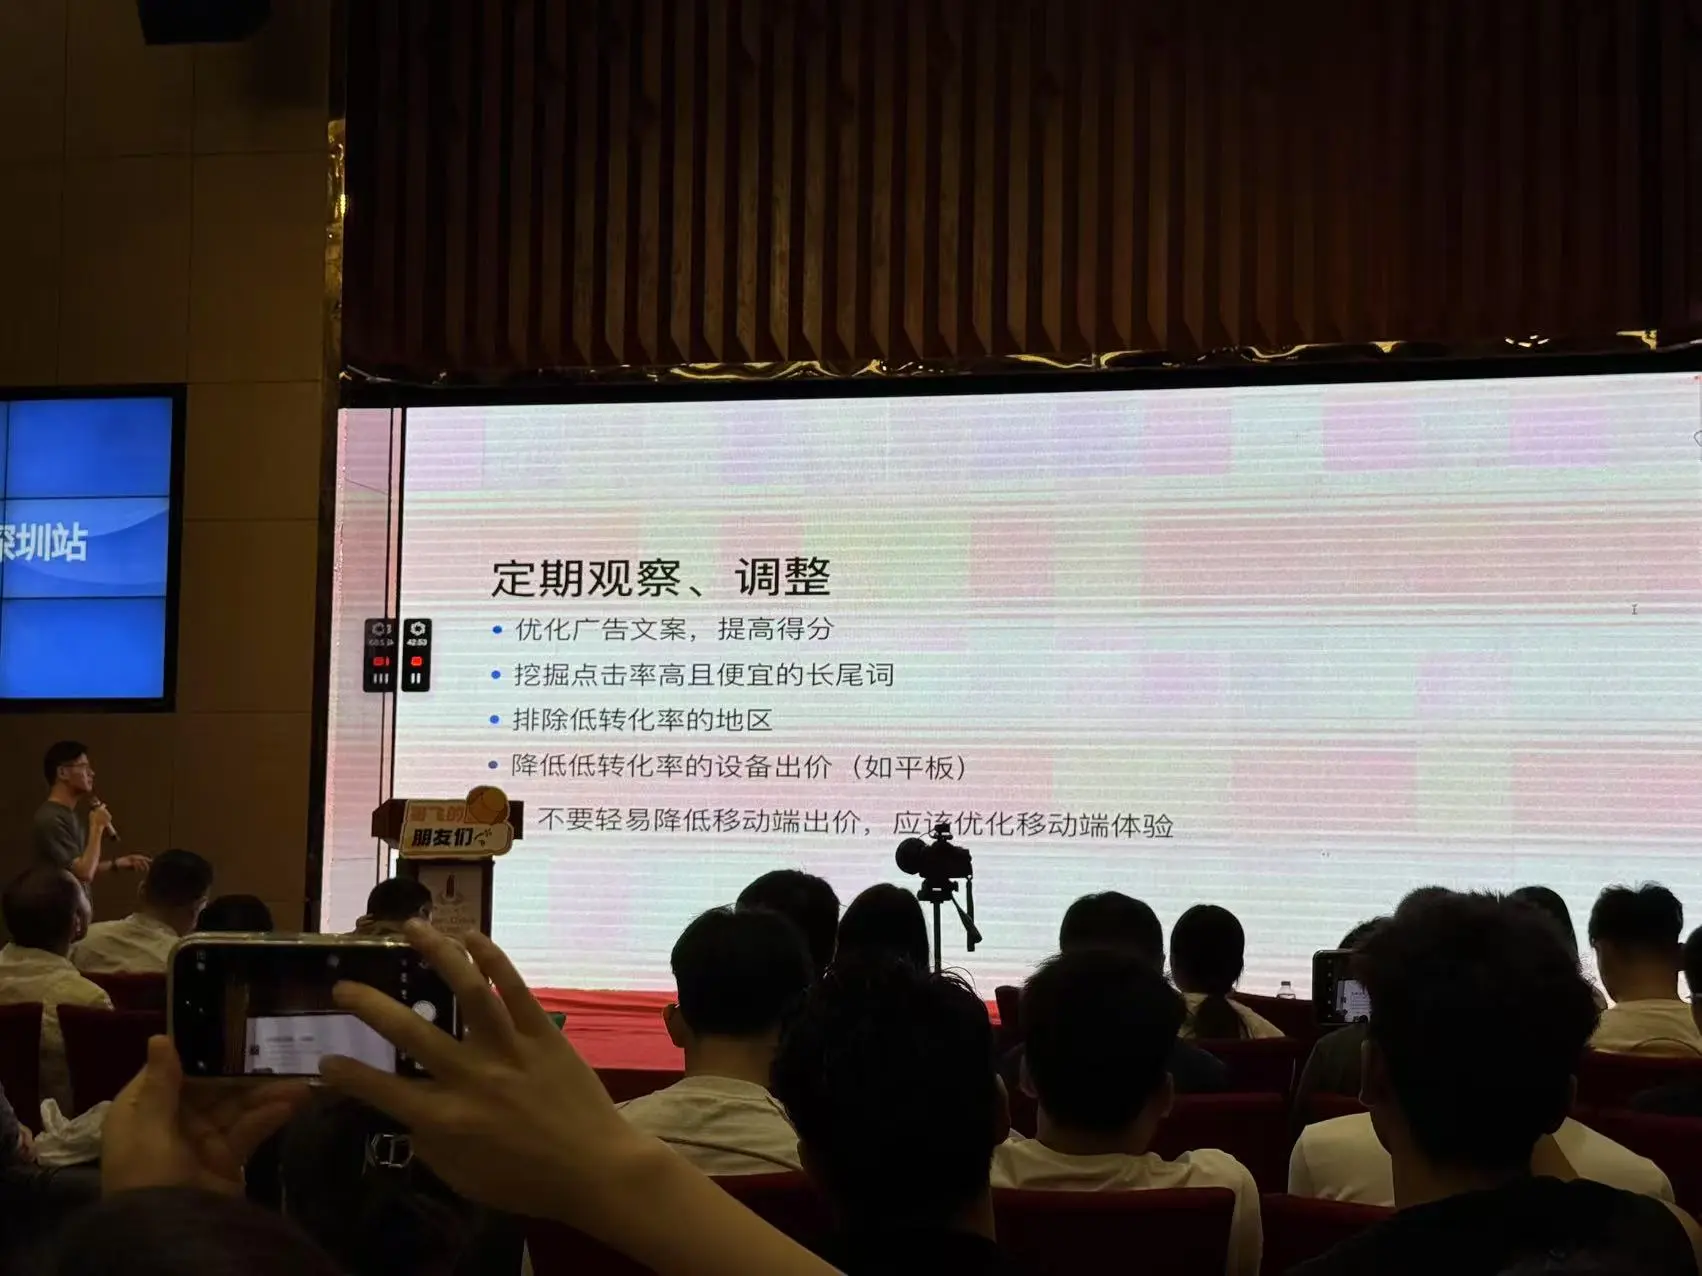 深圳站
定期观察、调整
优化广告文案，提高得分
挖掘点击率高且便宜的长尾词
排除低转化率的地区
降低低转化率的设备出价（如平板）
不要轻易降低移动端出价，应该优化移动端体验
42:53
飞的
朋友们